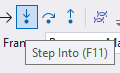 Fram
Step Into (F11)